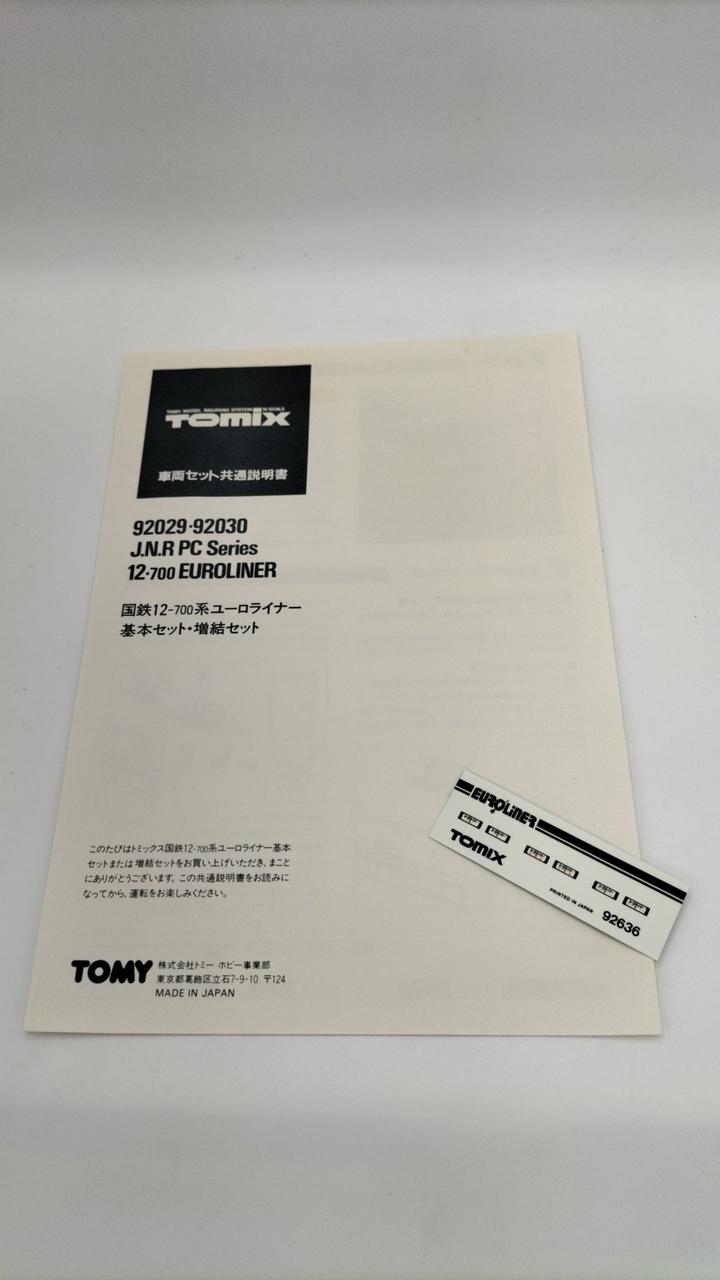 TOMY MODEL RAILROAD SYSTEM N-SCALE
TOMIX
車両セット共通説明書
92029・92030
J.N.R PC Series
12-700 EUROLINER
国鉄12-700系ユーロライナー
基本セット・増結セット
このたびはトミックス国鉄12-700系ユーロライナー基本
セットまたは増結セットをお買い上げいただき、まこと
にありがとうございます。この共通説明書をお読みに
なってから、運転をお楽しみください。
TOMY 株式会社トミー ホビー事業部
東京都葛飾区立石7-9-10 〒124
MADE IN JAPAN
EUROLINER
TOMIX
PRINTED IN JAPAN 92636